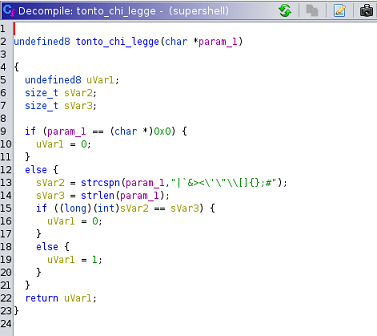 Decompile: tonto_chi_legge - (supershell)
1
2 undefined8 tonto_chi_legge(char *param_1)
3
4 {
5 undefined8 uVar1;
6 size_t sVar2;
7 size_t sVar3;
8
9 if (param_1 == (char *)0x0) {
10 uVar1 = 0;
11 }
12 else {
13 sVar2 = strcspn(param_1,"|`&><\'\"\\[]{};#");
14 sVar3 = strlen(param_1);
15 if ((long)(int)sVar2 == sVar3) {
16 uVar1 = 0;
17 }
18 else {
19 uVar1 = 1;
20 }
21 }
22 return uVar1;
23 }
24